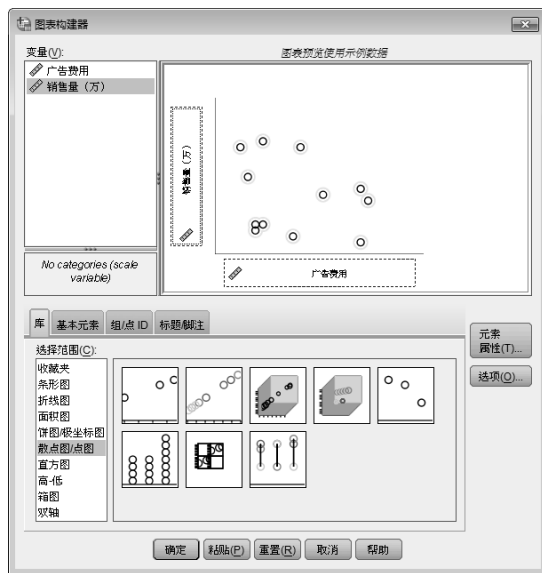 图表构建器
变量(V):
图表预览使用示例数据
广告费用
销售量（万）
销售量（万）
广告费用
No categories (scale
variable)
库
基本元素
组/点 ID
标题/脚注
选择范围(C):
收藏夹
条形图
折线图
面积图
饼图/极坐标图
散点图/点图
直方图
高-低
箱图
双轴
元素
属性(T)...
选项(O)...
确定
粘贴(P)
重置(R)
取消
帮助